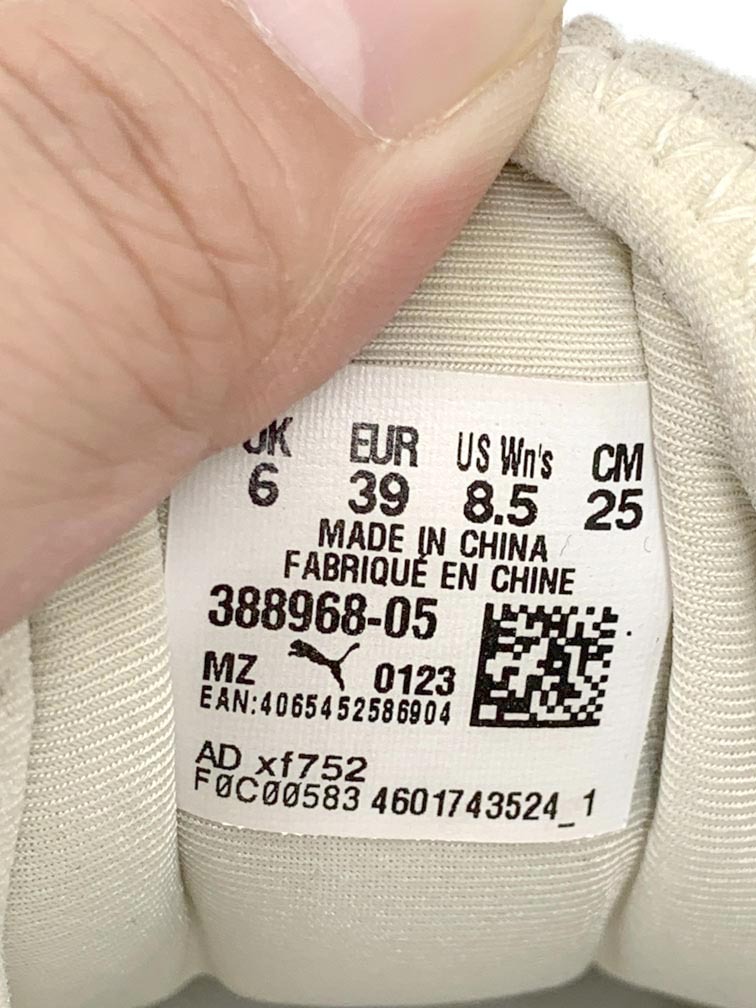 UK EUR US Wn's CM
6 39 8.5 25
MADE IN CHINA
FABRIQUÉ EN CHINE
388968-05
MZ 0123
EAN:4065452586904
AD xf752
FØCØØ583 4601743524_1